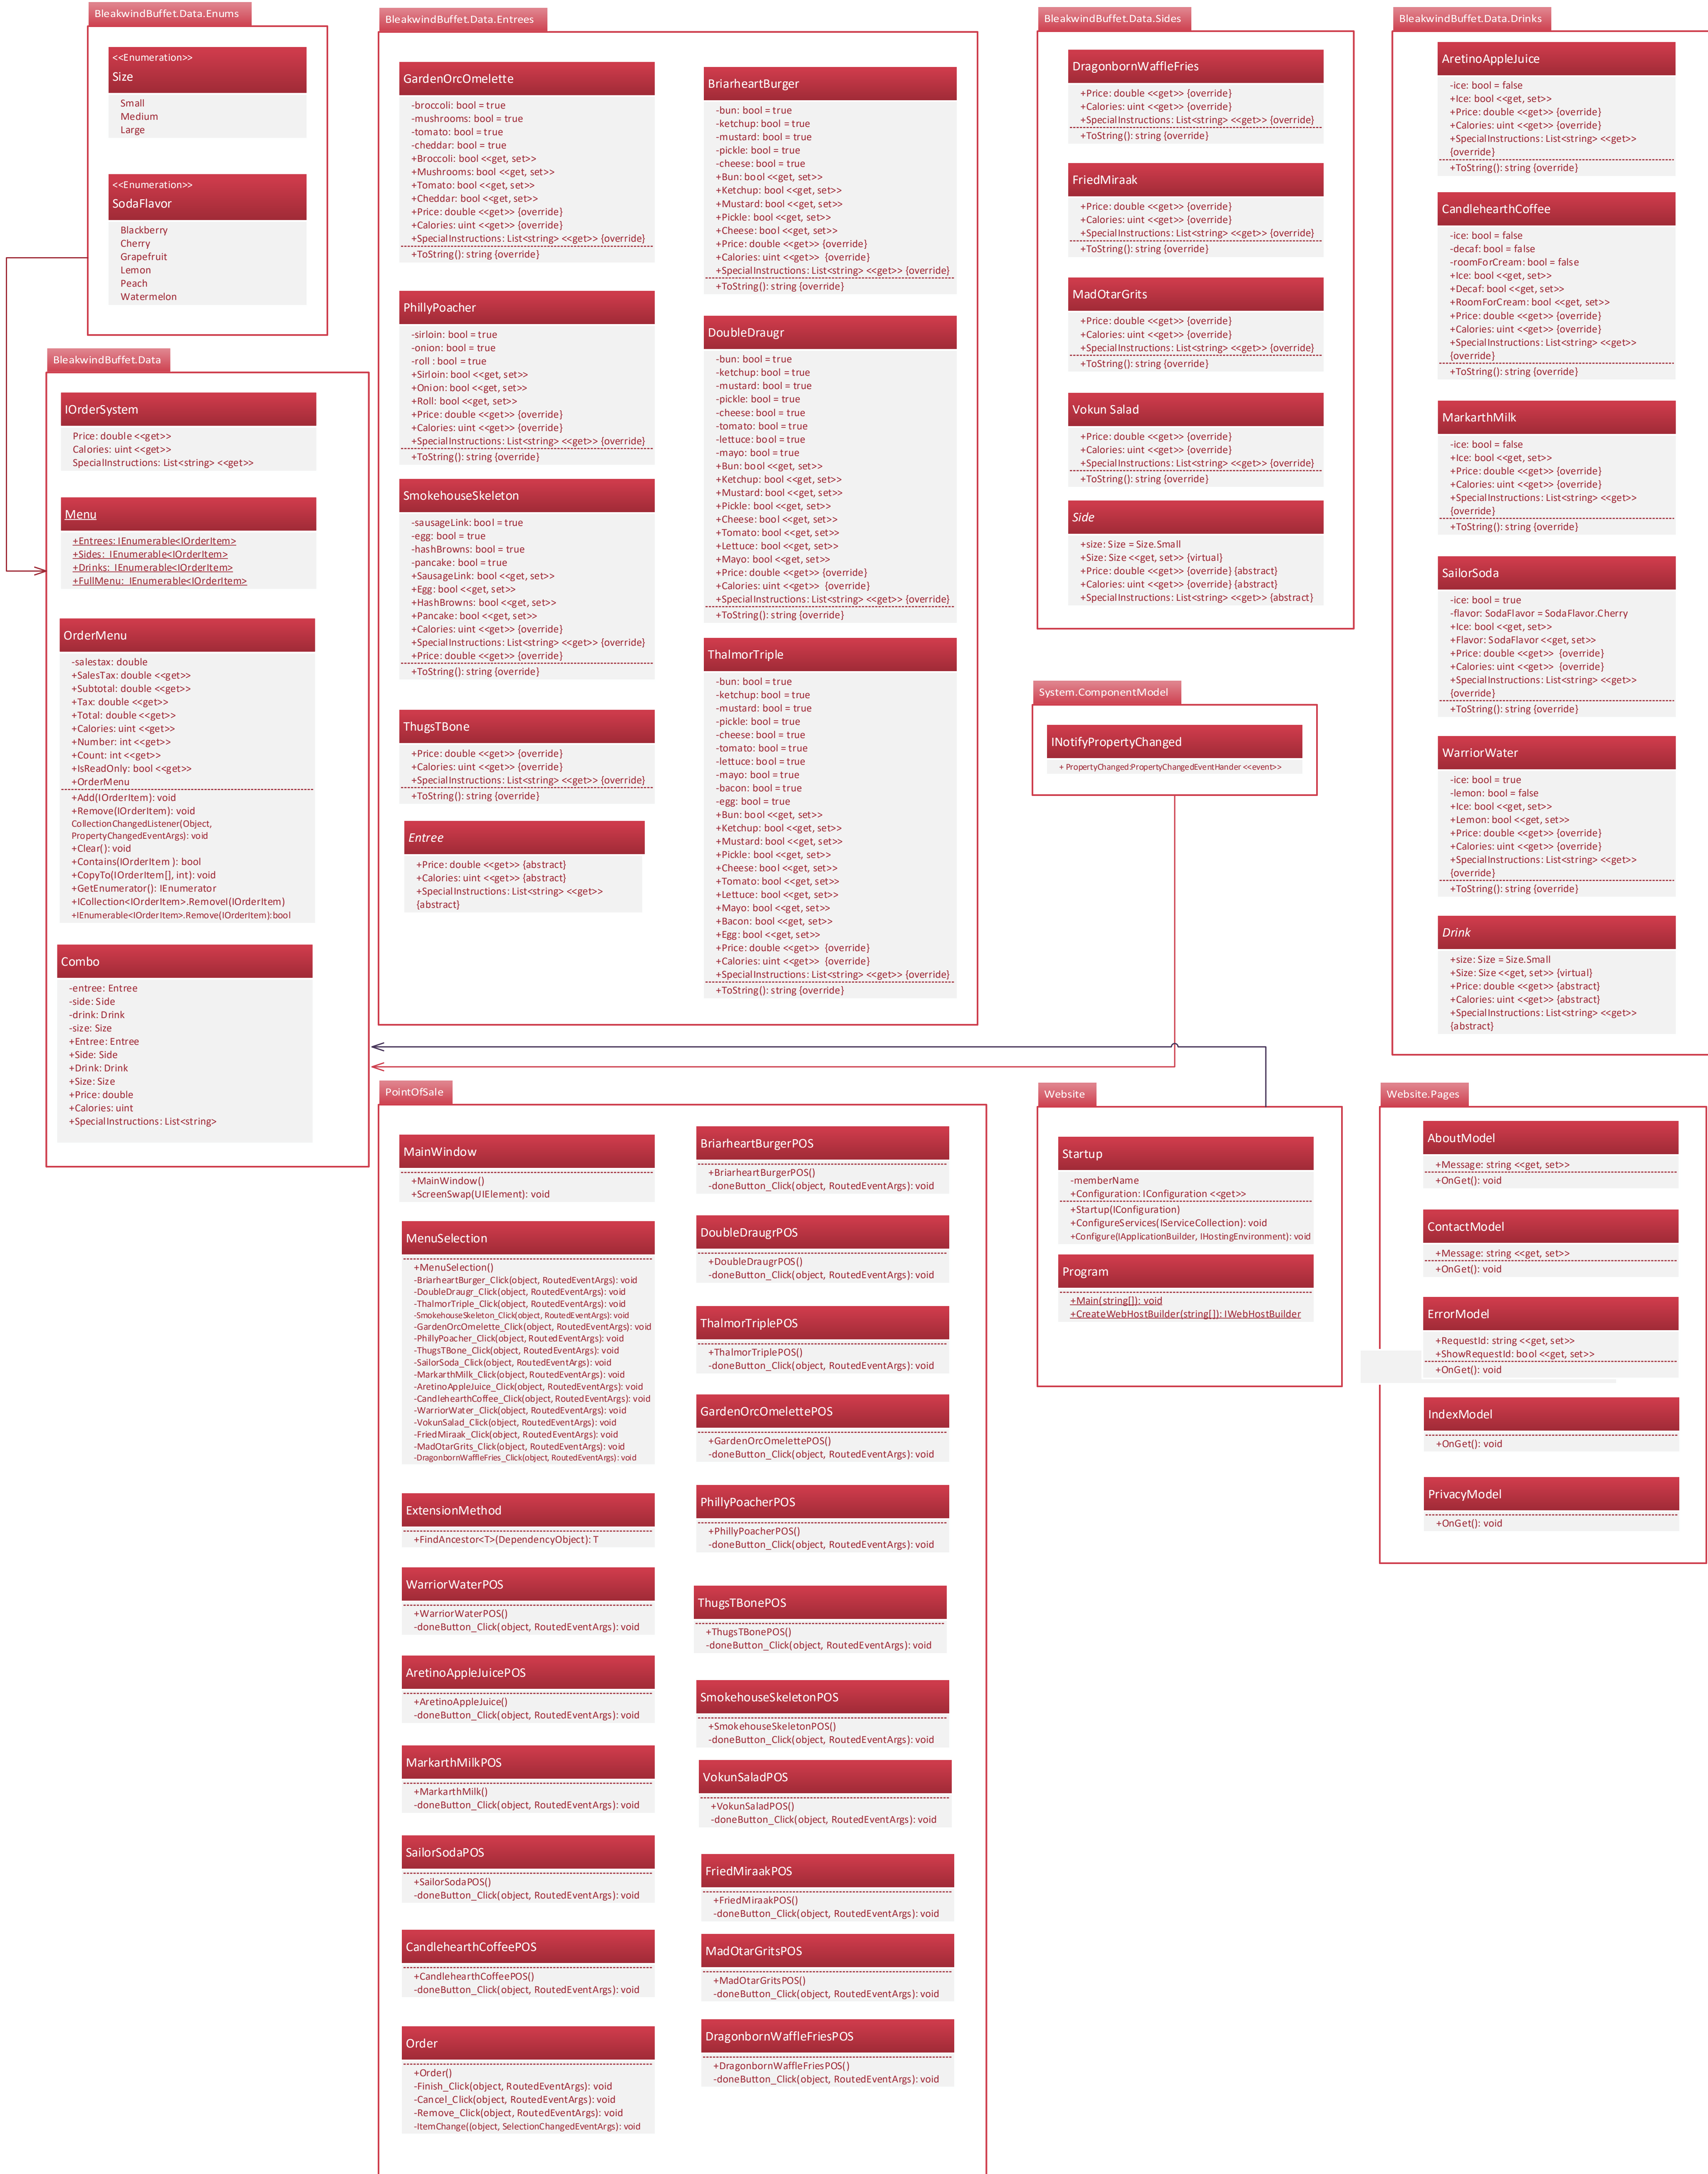 BleakwindBuffet.Data.Enums
<<Enumeration>>
Size
Small
Medium
Large
<<Enumeration>>
SodaFlavor
Blackberry
Cherry
Grapefruit
Lemon
Peach
Watermelon
BleakwindBuffet.Data
IOrderSystem
Price: double <<get>>
Calories: uint <<get>>
SpecialInstructions: List<string> <<get>>
Menu
+Entrees: IEnumerable<IOrderItem>
+Sides:  IEnumerable<IOrderItem>
+Drinks:  IEnumerable<IOrderItem>
+FullMenu:  IEnumerable<IOrderItem>
OrderMenu
-salestax: double
+SalesTax: double <<get>>
+Subtotal: double <<get>>
+Tax: double <<get>>
+Total: double <<get>>
+Calories: uint <<get>>
+Number: int <<get>>
+Count: int <<get>>
+IsReadOnly: bool <<get>>
+OrderMenu
+Add(IOrderItem): void
+Remove(IOrderItem): void
CollectionChangedListener(Object,
PropertyChangedEventArgs): void
+Clear(): void
+Contains(IOrderItem ): bool
+CopyTo(IOrderItem[], int): void
+GetEnumerator(): IEnumerator
+ICollection<IOrderItem>.Removel(IOrderItem)
+IEnumerable<IOrderItem>.Remove(IOrderItem):bool
Combo
-entree: Entree
-side: Side
-drink: Drink
-size: Size
+Entree: Entree
+Side: Side
+Drink: Drink
+Size: Size
+Price: double
+Calories: uint
+SpecialInstructions: List<string>
BleakwindBuffet.Data.Entrees
GardenOrcOmelette
-broccoli: bool = true
-mushrooms: bool = true
-tomato: bool = true
-cheddar: bool = true
+Broccoli: bool <<get, set>>
+Mushrooms: bool <<get, set>>
+Tomato: bool <<get, set>>
+Cheddar: bool <<get, set>>
+Price: double <<get>> {override}
+Calories: uint <<get>> {override}
+SpecialInstructions: List<string> <<get>> {override}
+ToString(): string {override}
PhillyPoacher
-sirloin: bool = true
-onion: bool = true
-roll : bool = true
+Sirloin: bool <<get, set>>
+Onion: bool <<get, set>>
+Roll: bool <<get, set>>
+Price: double <<get>> {override}
+Calories: uint <<get>> {override}
+SpecialInstructions: List<string> <<get>> {override}
+ToString(): string {override}
SmokehouseSkeleton
-sausageLink: bool = true
-egg: bool = true
-hashBrowns: bool = true
-pancake: bool = true
+SausageLink: bool <<get, set>>
+Egg: bool <<get, set>>
+HashBrowns: bool <<get, set>>
+Pancake: bool <<get, set>>
+Calories: uint <<get>> {override}
+SpecialInstructions: List<string> <<get>> {override}
+Price: double <<get>> {override}
+ToString(): string {override}
ThugsTBone
+Price: double <<get>> {override}
+Calories: uint <<get>> {override}
+SpecialInstructions: List<string> <<get>> {override}
+ToString(): string {override}
Entree
+Price: double <<get>> {abstract}
+Calories: uint <<get>> {abstract}
+SpecialInstructions: List<string> <<get>>
{abstract}
BriarheartBurger
-bun: bool = true
-ketchup: bool = true
-mustard: bool = true
-pickle: bool = true
-cheese: bool = true
+Bun: bool <<get, set>>
+Ketchup: bool <<get, set>>
+Mustard: bool <<get, set>>
+Pickle: bool <<get, set>>
+Cheese: bool <<get, set>>
+Price: double <<get>> {override}
+Calories: uint <<get>>  {override}
+SpecialInstructions: List<string> <<get>> {override}
+ToString(): string {override}
DoubleDraugr
-bun: bool = true
-ketchup: bool = true
-mustard: bool = true
-pickle: bool = true
-cheese: bool = true
-tomato: bool = true
-lettuce: bool = true
-mayo: bool = true
+Bun: bool <<get, set>>
+Ketchup: bool <<get, set>>
+Mustard: bool <<get, set>>
+Pickle: bool <<get, set>>
+Cheese: bool <<get, set>>
+Tomato: bool <<get, set>>
+Lettuce: bool <<get, set>>
+Mayo: bool <<get, set>>
+Price: double <<get>> {override}
+Calories: uint <<get>>  {override}
+SpecialInstructions: List<string> <<get>> {override}
+ToString(): string {override}
ThalmorTriple
-bun: bool = true
-ketchup: bool = true
-mustard: bool = true
-pickle: bool = true
-cheese: bool = true
-tomato: bool = true
-lettuce: bool = true
-mayo: bool = true
-bacon: bool = true
-egg: bool = true
+Bun: bool <<get, set>>
+Ketchup: bool <<get, set>>
+Mustard: bool <<get, set>>
+Pickle: bool <<get, set>>
+Cheese: bool <<get, set>>
+Tomato: bool <<get, set>>
+Lettuce: bool <<get, set>>
+Mayo: bool <<get, set>>
+Bacon: bool <<get, set>>
+Egg: bool <<get, set>>
+Price: double <<get>>  {override}
+Calories: uint <<get>>  {override}
+SpecialInstructions: List<string> <<get>> {override}
+ToString(): string {override}
BleakwindBuffet.Data.Sides
DragonbornWaffleFries
+Price: double <<get>> {override}
+Calories: uint <<get>> {override}
+SpecialInstructions: List<string> <<get>> {override}
+ToString(): string {override}
FriedMiraak
+Price: double <<get>> {override}
+Calories: uint <<get>> {override}
+SpecialInstructions: List<string> <<get>> {override}
+ToString(): string {override}
MadOtarGrits
+Price: double <<get>> {override}
+Calories: uint <<get>> {override}
+SpecialInstructions: List<string> <<get>> {override}
+ToString(): string {override}
Vokun Salad
+Price: double <<get>> {override}
+Calories: uint <<get>> {override}
+SpecialInstructions: List<string> <<get>> {override}
+ToString(): string {override}
Side
+size: Size = Size.Small
+Size: Size <<get, set>> {virtual}
+Price: double <<get>> {override} {abstract}
+Calories: uint <<get>> {override} {abstract}
+SpecialInstructions: List<string> <<get>> {abstract}
System.ComponentModel
INotifyPropertyChanged
+ PropertyChanged:PropertyChangedEventHander <<event>>
BleakwindBuffet.Data.Drinks
AretinoAppleJuice
-ice: bool = false
+Ice: bool <<get, set>>
+Price: double <<get>> {override}
+Calories: uint <<get>> {override}
+SpecialInstructions: List<string> <<get>>
{override}
+ToString(): string {override}
CandlehearthCoffee
-ice: bool = false
-decaf: bool = false
-roomForCream: bool = false
+Ice: bool <<get, set>>
+Decaf: bool <<get, set>>
+RoomForCream: bool <<get, set>>
+Price: double <<get>> {override}
+Calories: uint <<get>> {override}
+SpecialInstructions: List<string> <<get>>
{override}
+ToString(): string {override}
MarkarthMilk
-ice: bool = false
+Ice: bool <<get, set>>
+Price: double <<get>> {override}
+Calories: uint <<get>> {override}
+SpecialInstructions: List<string> <<get>>
{override}
+ToString(): string {override}
SailorSoda
-ice: bool = true
-flavor: SodaFlavor = SodaFlavor.Cherry
+Ice: bool <<get, set>>
+Flavor: SodaFlavor <<get, set>>
+Price: double <<get>>  {override}
+Calories: uint <<get>>  {override}
+SpecialInstructions: List<string> <<get>>
{override}
+ToString(): string {override}
WarriorWater
-ice: bool = true
-lemon: bool = false
+Ice: bool <<get, set>>
+Lemon: bool <<get, set>>
+Price: double <<get>> {override}
+Calories: uint <<get>> {override}
+SpecialInstructions: List<string> <<get>>
{override}
+ToString(): string {override}
Drink
+size: Size = Size.Small
+Size: Size <<get, set>> {virtual}
+Price: double <<get>> {abstract}
+Calories: uint <<get>> {abstract}
+SpecialInstructions: List<string> <<get>>
{abstract}
PointOfSale
MainWindow
+MainWindow()
+ScreenSwap(UIElement): void
MenuSelection
+MenuSelection()
-BriarheartBurger_Click(object, RoutedEventArgs): void
-DoubleDraugr_Click(object, RoutedEventArgs): void
-ThalmorTriple_Click(object, RoutedEventArgs): void
-SmokehouseSkeleton_Click(object, RoutedEventArgs): void
-GardenOrcOmelette_Click(object, RoutedEventArgs): void
-PhillyPoacher_Click(object, RoutedEventArgs): void
-ThugsTBone_Click(object, RoutedEventArgs): void
-SailorSoda_Click(object, RoutedEventArgs): void
-MarkarthMilk_Click(object, RoutedEventArgs): void
-AretinoAppleJuice_Click(object, RoutedEventArgs): void
-CandlehearthCoffee_Click(object, RoutedEventArgs): void
-WarriorWater_Click(object, RoutedEventArgs): void
-VokunSalad_Click(object, RoutedEventArgs): void
-FriedMiraak_Click(object, RoutedEventArgs): void
-MadOtarGrits_Click(object, RoutedEventArgs): void
-DragonbornWaffleFries_Click(object, RoutedEventArgs): void
ExtensionMethod
+FindAncestor<T>(DependencyObject): T
WarriorWaterPOS
+WarriorWaterPOS()
-doneButton_Click(object, RoutedEventArgs): void
AretinoAppleJuicePOS
+AretinoAppleJuice()
-doneButton_Click(object, RoutedEventArgs): void
MarkarthMilkPOS
+MarkarthMilk()
-doneButton_Click(object, RoutedEventArgs): void
SailorSodaPOS
+SailorSodaPOS()
-doneButton_Click(object, RoutedEventArgs): void
CandlehearthCoffeePOS
+CandlehearthCoffeePOS()
-doneButton_Click(object, RoutedEventArgs): void
Order
+Order()
-Finish_Click(object, RoutedEventArgs): void
-Cancel_Click(object, RoutedEventArgs): void
-Remove_Click(object, RoutedEventArgs): void
-ItemChange((object, SelectionChangedEventArgs): void
BriarheartBurgerPOS
+BriarheartBurgerPOS()
-doneButton_Click(object, RoutedEventArgs): void
DoubleDraugrPOS
+DoubleDraugrPOS()
-doneButton_Click(object, RoutedEventArgs): void
ThalmorTriplePOS
+ThalmorTriplePOS()
-doneButton_Click(object, RoutedEventArgs): void
GardenOrcOmelettePOS
+GardenOrcOmelettePOS()
-doneButton_Click(object, RoutedEventArgs): void
PhillyPoacherPOS
+PhillyPoacherPOS()
-doneButton_Click(object, RoutedEventArgs): void
ThugsTBonePOS
+ThugsTBonePOS()
-doneButton_Click(object, RoutedEventArgs): void
SmokehouseSkeletonPOS
+SmokehouseSkeletonPOS()
-doneButton_Click(object, RoutedEventArgs): void
VokunSaladPOS
+VokunSaladPOS()
-doneButton_Click(object, RoutedEventArgs): void
FriedMiraakPOS
+FriedMiraakPOS()
-doneButton_Click(object, RoutedEventArgs): void
MadOtarGritsPOS
+MadOtarGritsPOS()
-doneButton_Click(object, RoutedEventArgs): void
DragonbornWaffleFriesPOS
+DragonbornWaffleFriesPOS()
-doneButton_Click(object, RoutedEventArgs): void
Website
Startup
-memberName
+Configuration: IConfiguration <<get>>
+Startup(IConfiguration)
+ConfigureServices(IServiceCollection): void
+Configure(IApplicationBuilder, IHostingEnvironment): void
Program
+Main(string[]): void
+CreateWebHostBuilder(string[]): IWebHostBuilder
Website.Pages
AboutModel
+Message: string <<get, set>>
+OnGet(): void
ContactModel
+Message: string <<get, set>>
+OnGet(): void
ErrorModel
+RequestId: string <<get, set>>
+ShowRequestId: bool <<get, set>>
+OnGet(): void
IndexModel
+OnGet(): void
PrivacyModel
+OnGet(): void